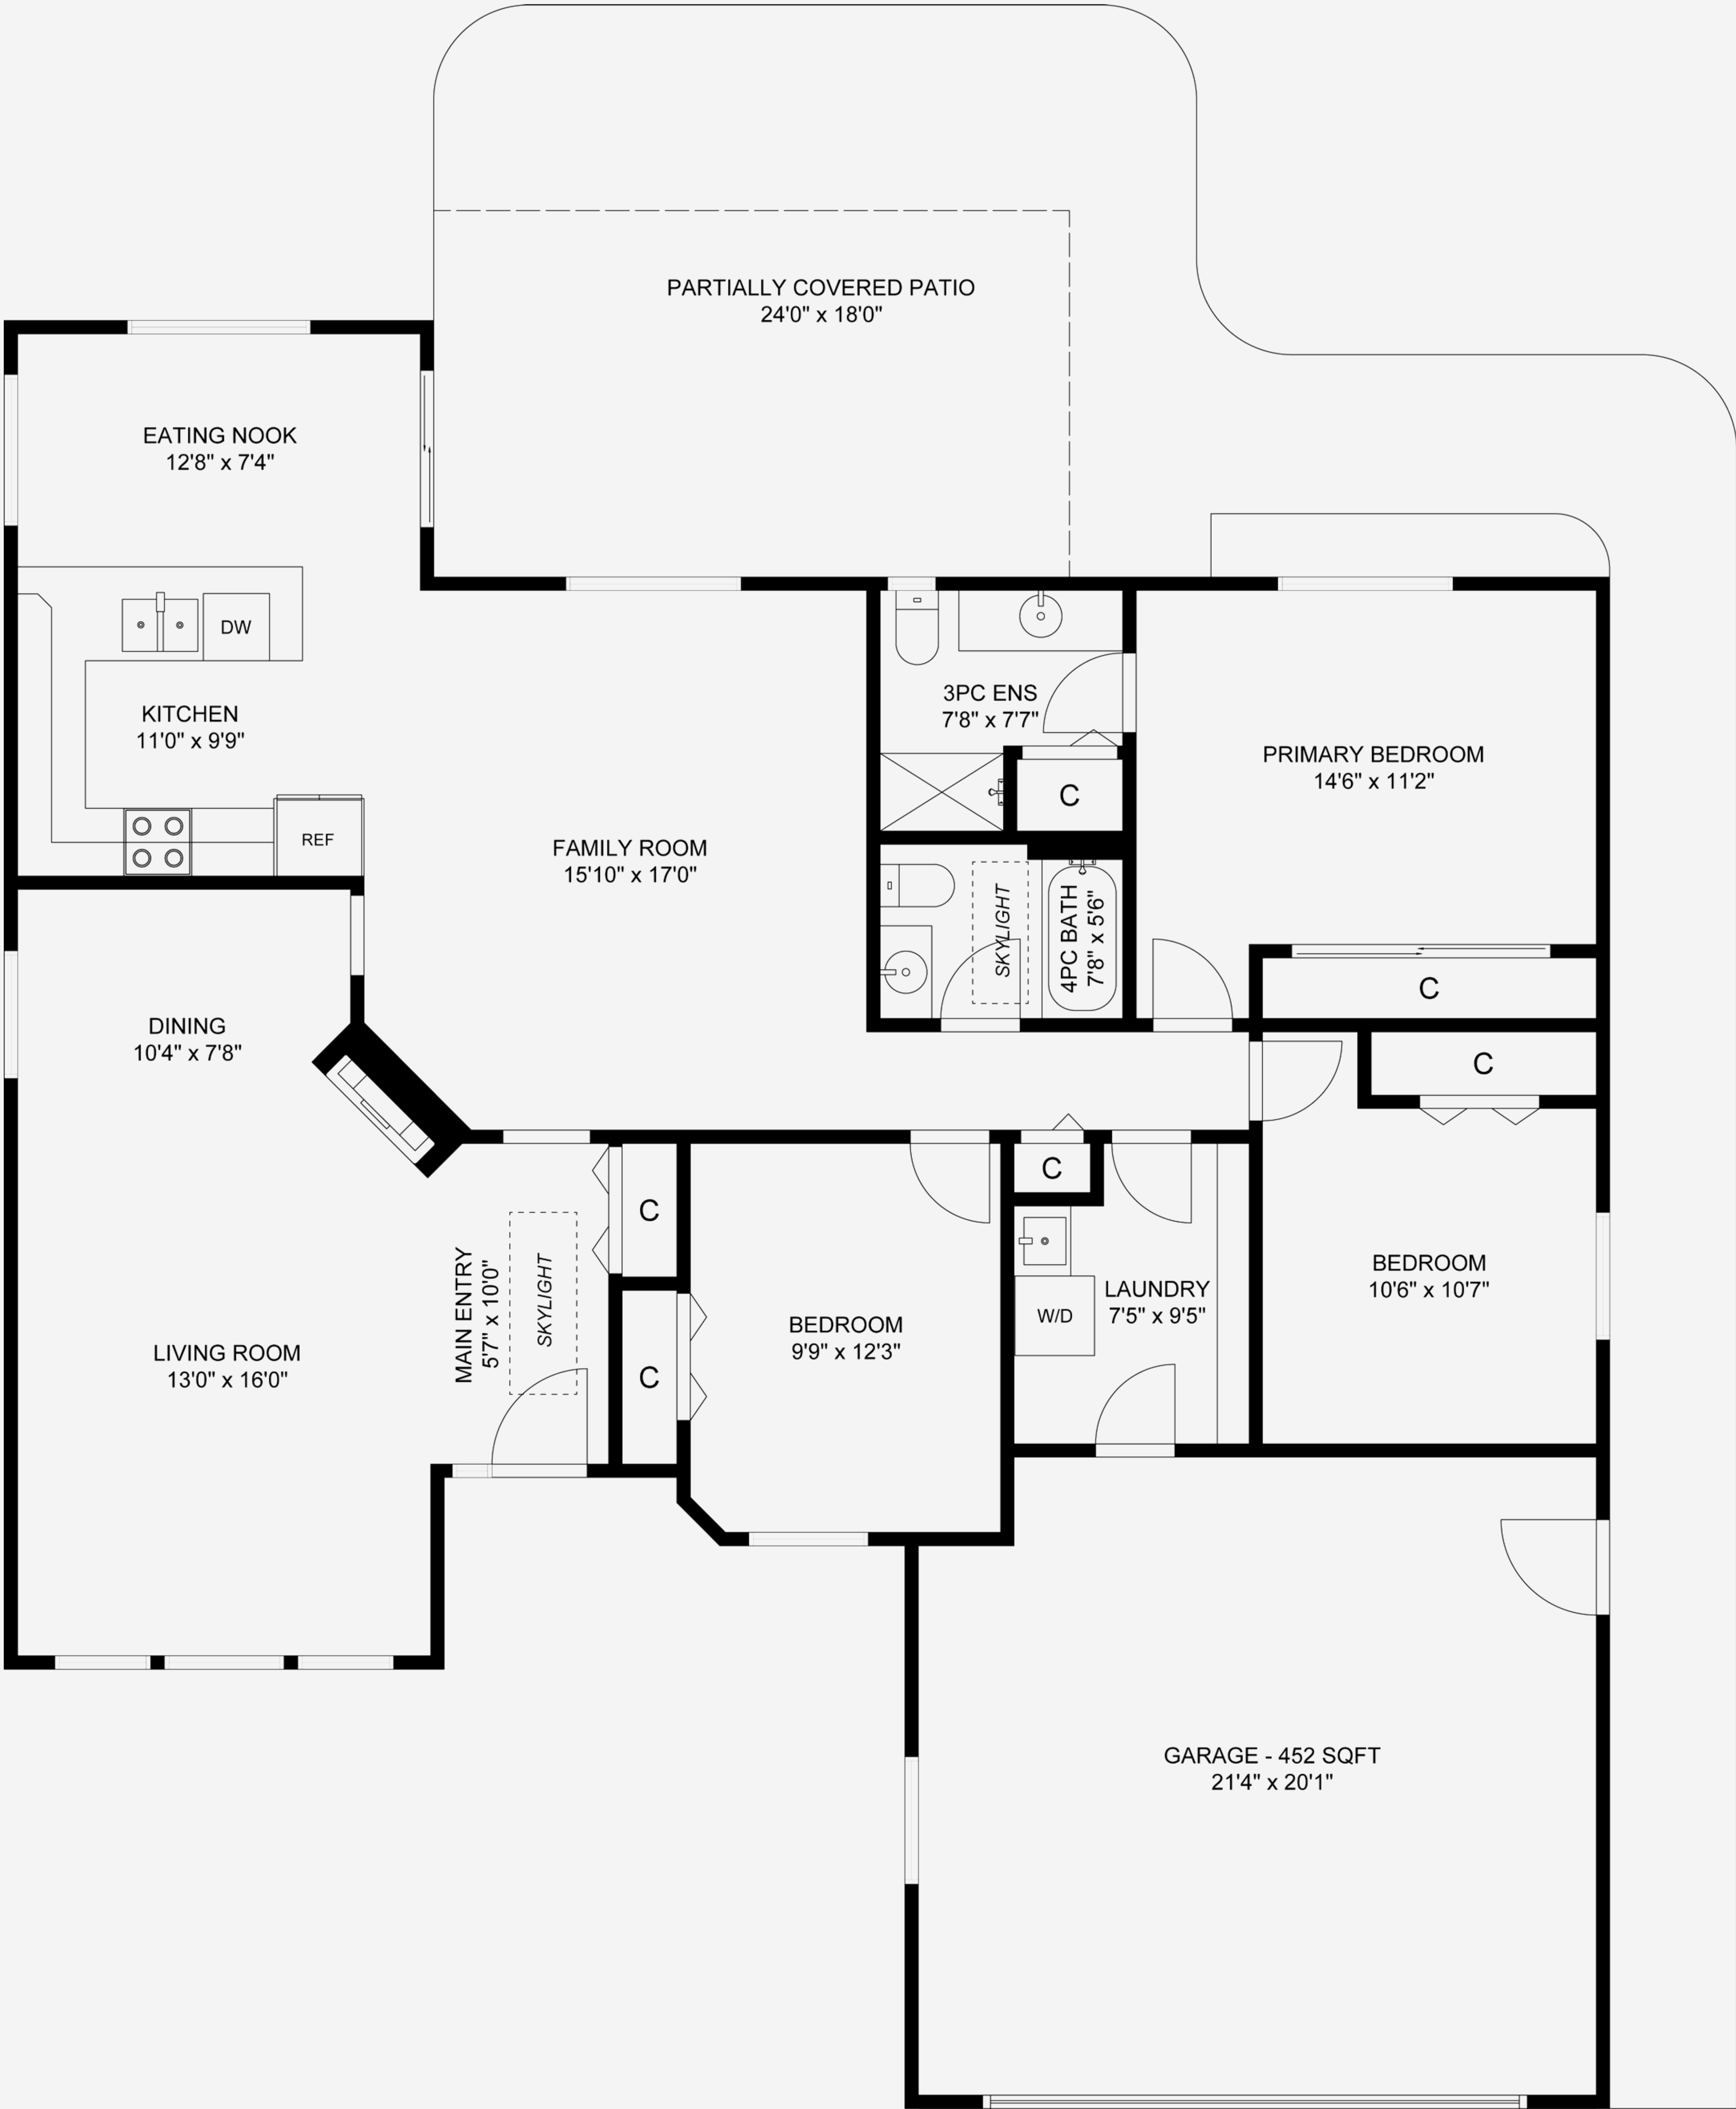 PARTIALLY COVERED PATIO
24'0" x 18'0"
EATING NOOK
12'8" x 7'4"
DW
KITCHEN
11'0" x 9'9"
REF
FAMILY ROOM
15'10" x 17'0"
3PC ENS
7'8" x 7'7"
C
PRIMARY BEDROOM
14'6" x 11'2"
SKYLIGHT
4PC BATH
7'8" x 5'6"
C
DINING
10'4" x 7'8"
C
C
C
MAIN ENTRY
5'7" x 10'0"
SKYLIGHT
LIVING ROOM
13'0" x 16'0"
C
BEDROOM
9'9" x 12'3"
LAUNDRY
7'5" x 9'5"
W/D
BEDROOM
10'6" x 10'7"
GARAGE - 452 SQFT
21'4" x 20'1"